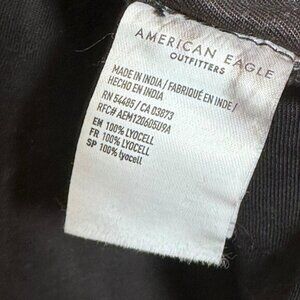 AMERICAN EAGLE
OUTFITTERS
MADE IN INDIA / FABRIQUÉ EN INDE /
HECHO EN INDIA
RN 54485 / CA 03873
RFC# AEM120605U9A
EN 100% LYOCELL
FR 100% LYOCELL
SP 100% lyocell